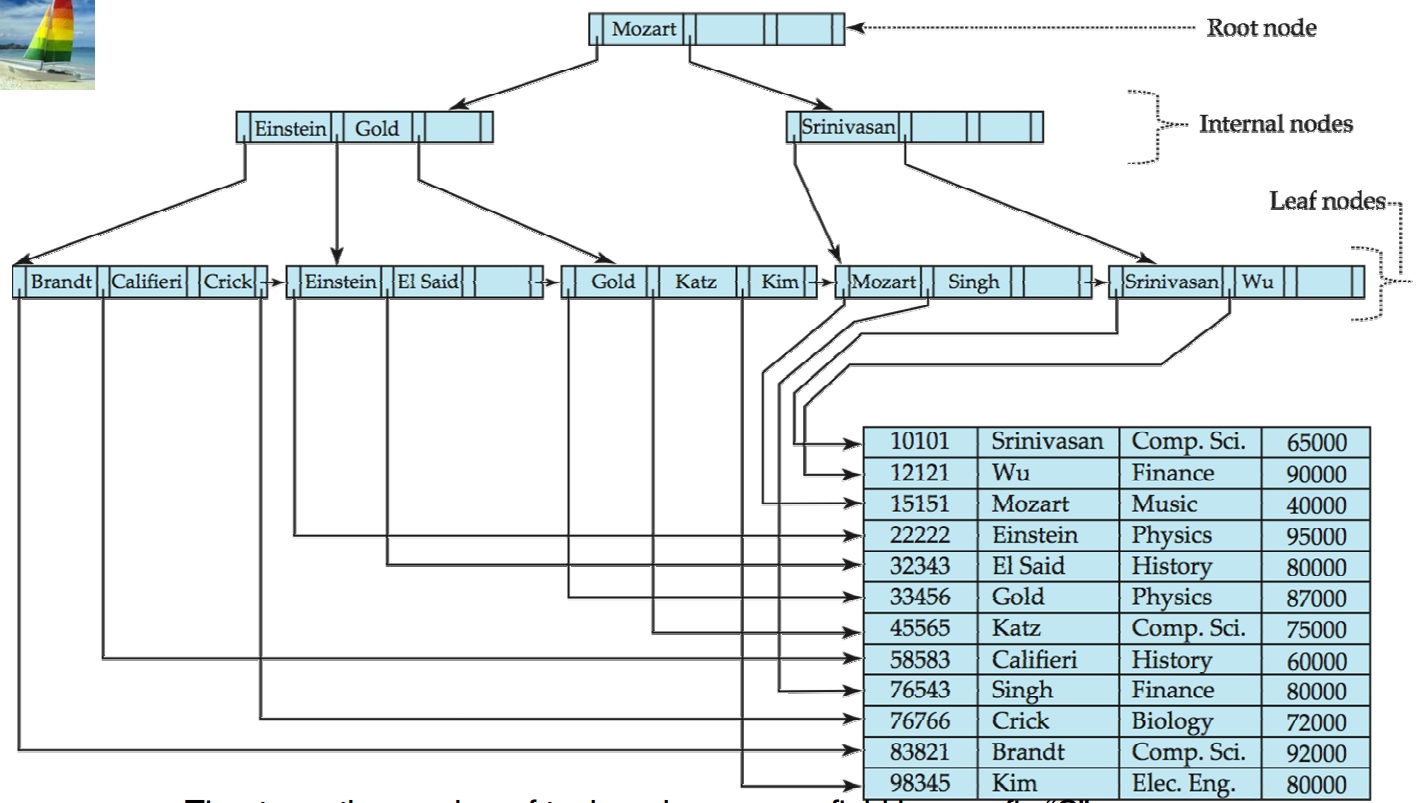 Mozart
Root node
Einstein Gold
Srinivasan
Internal nodes
Leaf nodes
Brandt Califieri Crick
Einstein El Said
Gold Katz Kim
Mozart Singh
Srinivasan Wu
10101 Srinivasan Comp. Sci. 65000
12121 Wu Finance 90000
15151 Mozart Music 40000
22222 Einstein Physics 95000
32343 El Said History 80000
33456 Gold Physics 87000
45565 Katz Comp. Sci. 75000
58583 Califieri History 60000
76543 Singh Finance 80000
76766 Crick Biology 72000
83821 Brandt Comp. Sci. 92000
98345 Kim Elec. Eng. 80000